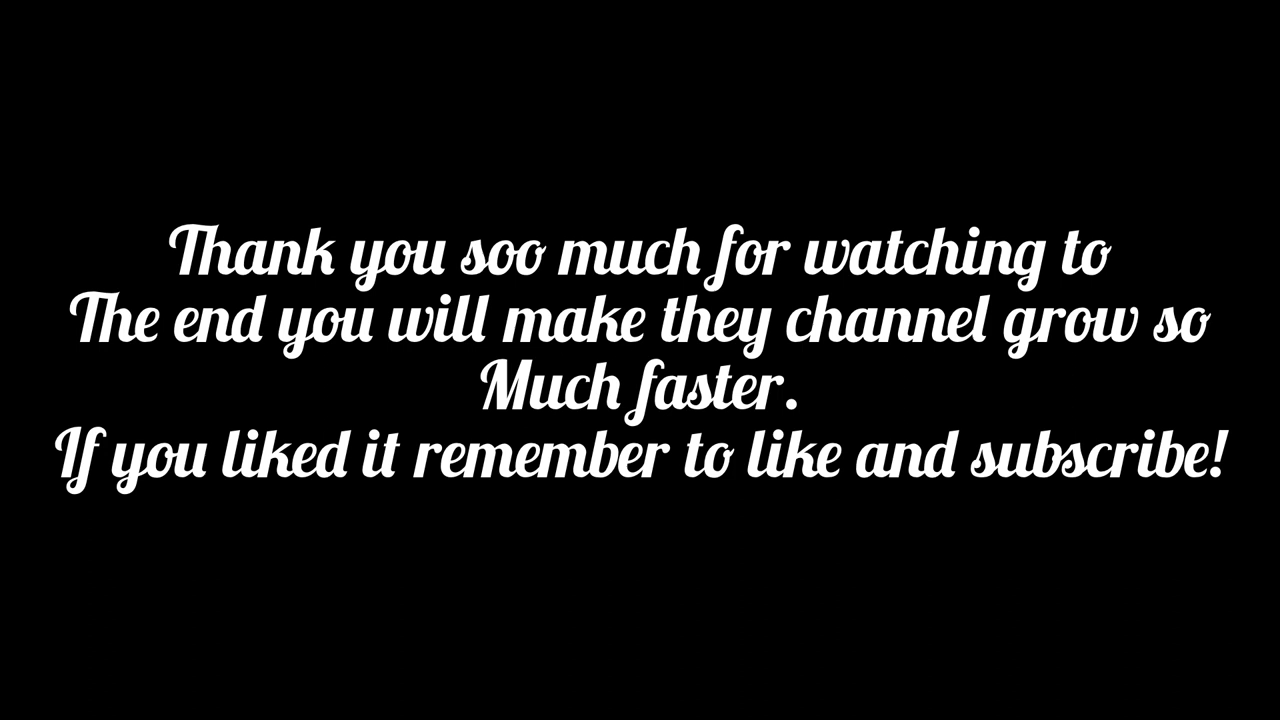 Thank you soo much for watching to
The end you will make they channel grow so
Much faster.
If you liked it remember to like and subscribe!